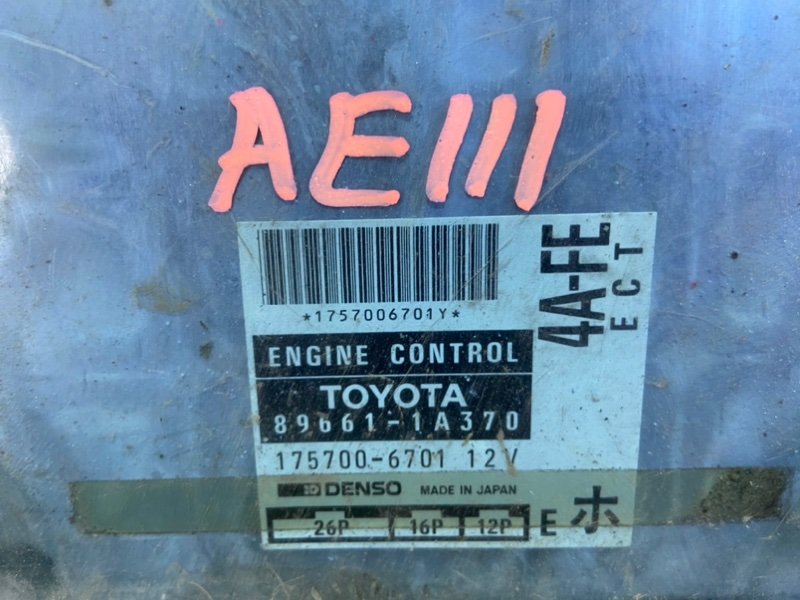 AE111
*1757006701Y*
ENGINE CONTROL
TOYOTA
89661-1A370
175700-6701 12V
DENSO MADE IN JAPAN
26P 16P 12P
E ホ
4A-FE
ECT